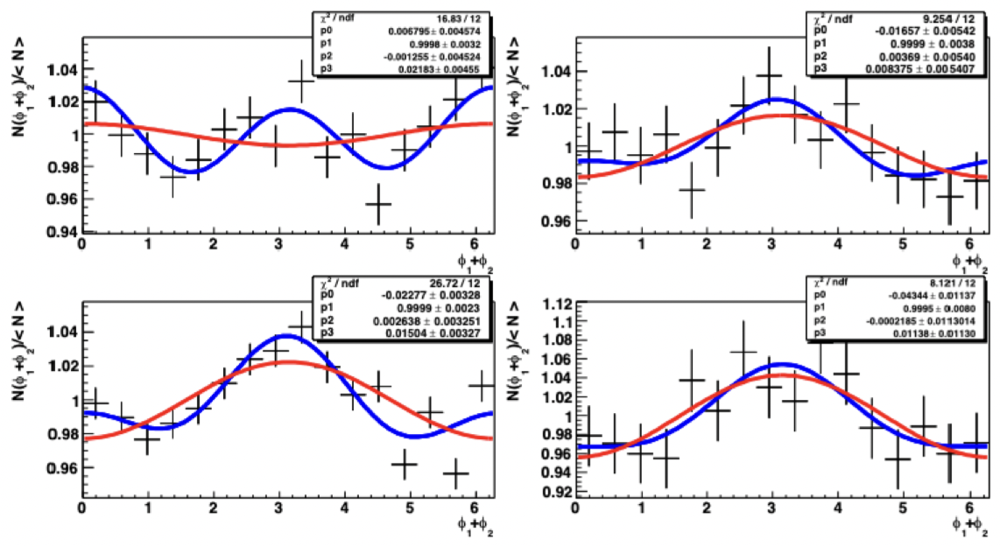 χ² / ndf 16.83 / 12
p0 0.006795 ± 0.004574
p1 0.9998 ± 0.0032
p2 -0.001255 ± 0.004524
p3 0.02183 ± 0.00455
N(ϕ₁+ϕ₂)/< N >
1.04
1.02
1
0.98
0.96
0.94
0 1 2 3 4 5 6
ϕ₁+ϕ₂
χ² / ndf 9.254 / 12
p0 -0.01657 ± 0.00542
p1 0.9999 ± 0.0038
p2 0.00369 ± 0.00540
p3 0.008375 ± 0.005407
N(ϕ₁+ϕ₂)/< N >
1.04
1.02
1
0.98
0.96
0 1 2 3 4 5 6
ϕ₁+ϕ₂
χ² / ndf 26.72 / 12
p0 -0.02277 ± 0.00328
p1 0.9999 ± 0.0023
p2 0.002638 ± 0.003251
p3 0.01504 ± 0.00327
N(ϕ₁+ϕ₂)/< N >
1.04
1.02
1
0.98
0.96
0 1 2 3 4 5 6
ϕ₁+ϕ₂
χ² / ndf 8.121 / 12
p0 -0.04344 ± 0.01137
p1 0.9995 ± 0.0080
p2 -0.0002185 ± 0.0113014
p3 0.01138 ± 0.01130
N(ϕ₁+ϕ₂)/< N >
1.12
1.10
1.08
1.06
1.04
1.02
1
0.98
0.96
0.94
0.92
0 1 2 3 4 5 6
ϕ₁+ϕ₂